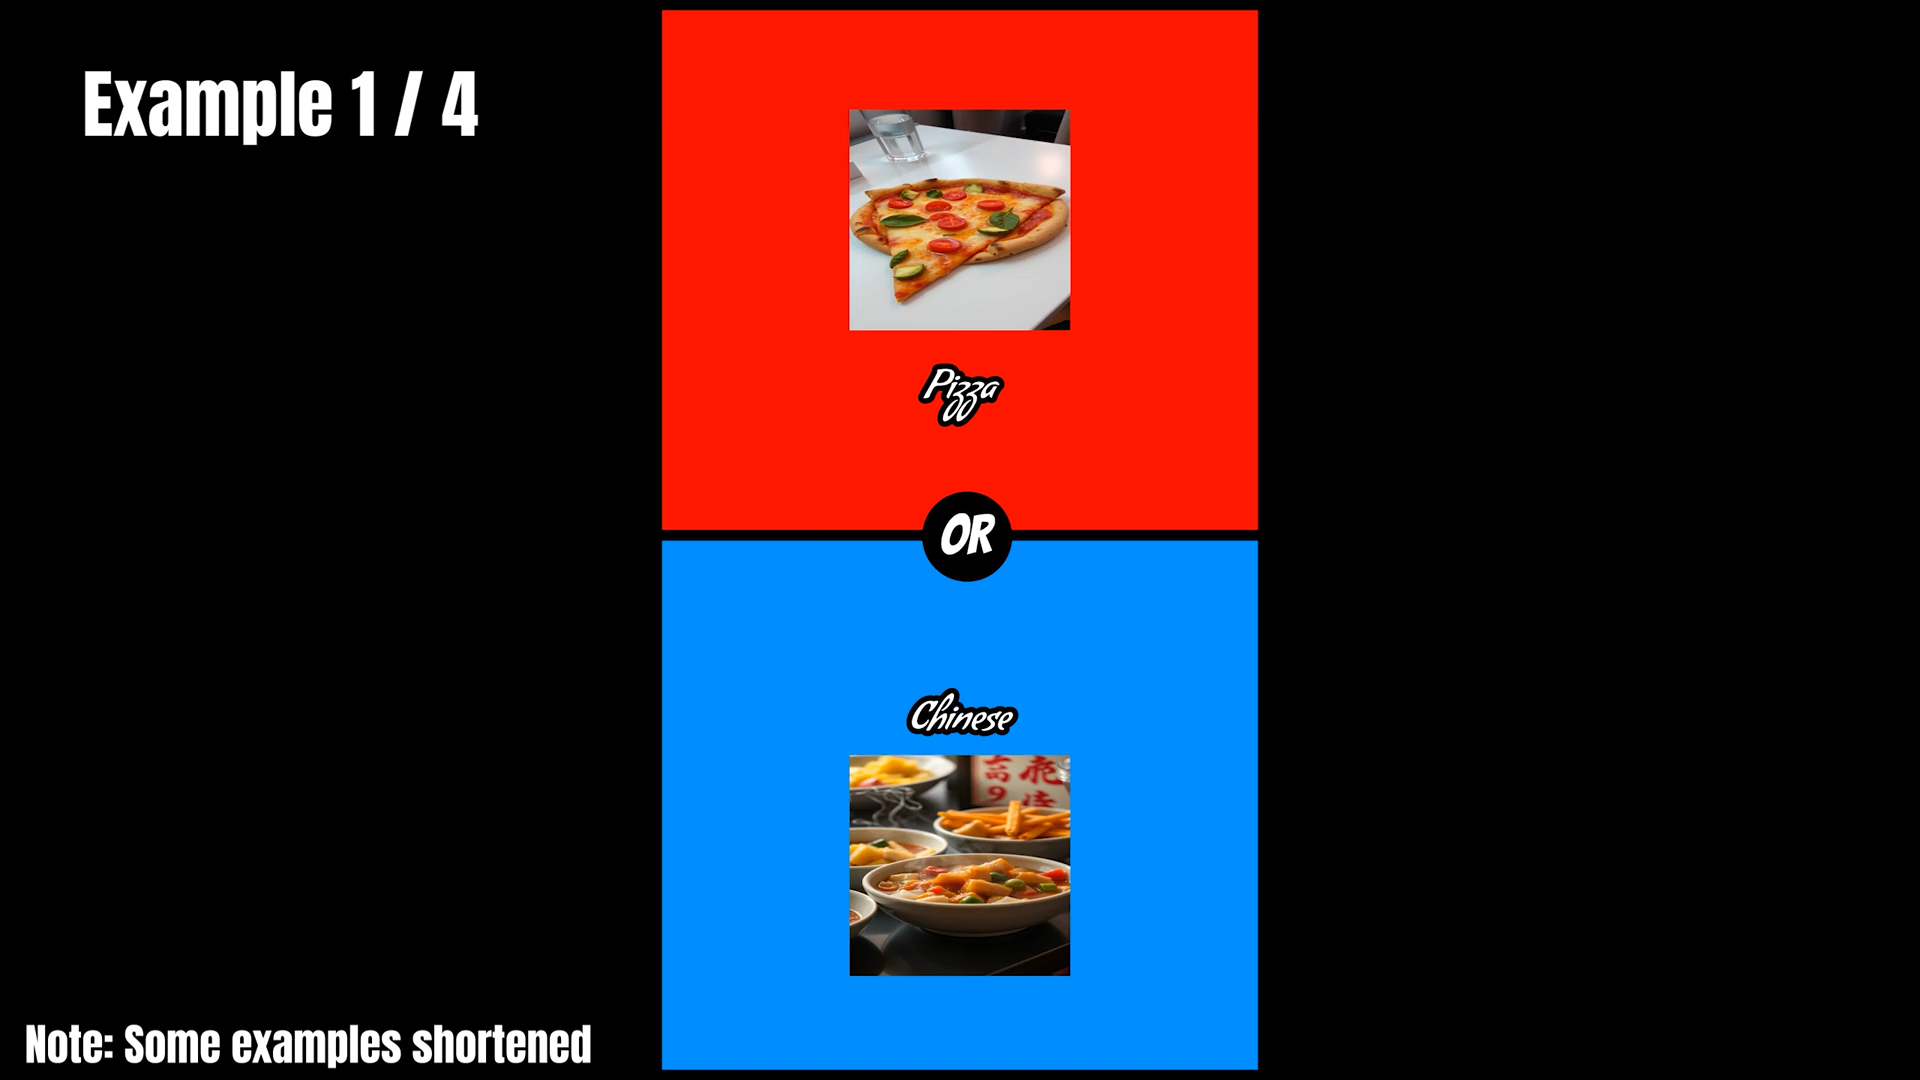 Example 1 / 4
Pizza
OR
Chinese
Note: Some examples shortened